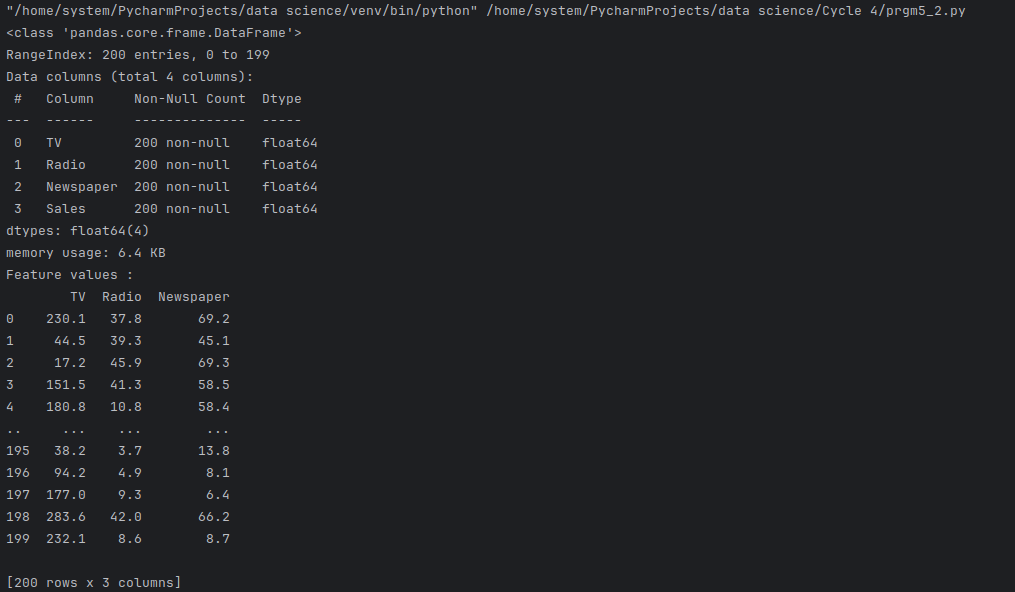 "/home/system/PycharmProjects/data science/venv/bin/python" /home/system/PycharmProjects/data science/Cycle 4/prgm5_2.py
<class 'pandas.core.frame.DataFrame'>
RangeIndex: 200 entries, 0 to 199
Data columns (total 4 columns):
 #   Column     Non-Null Count  Dtype
---  ------     --------------  -----
 0   TV         200 non-null    float64
 1   Radio      200 non-null    float64
 2   Newspaper  200 non-null    float64
 3   Sales      200 non-null    float64
dtypes: float64(4)
memory usage: 6.4 KB
Feature values :
        TV  Radio  Newspaper
0    230.1   37.8       69.2
1     44.5   39.3       45.1
2     17.2   45.9       69.3
3    151.5   41.3       58.5
4    180.8   10.8       58.4
..     ...    ...        ...
195   38.2    3.7       13.8
196   94.2    4.9        8.1
197  177.0    9.3        6.4
198  283.6   42.0       66.2
199  232.1    8.6        8.7

[200 rows x 3 columns]